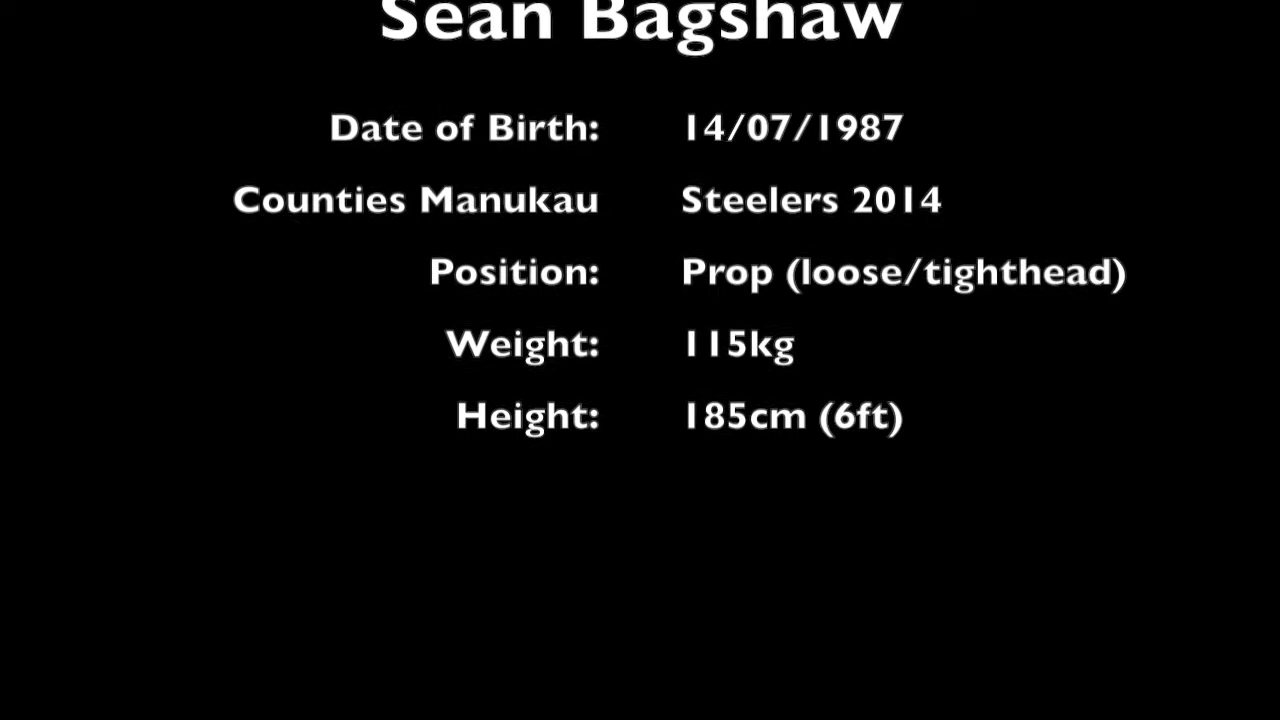 Sean Bagshaw
Date of Birth: 14/07/1987
Counties Manukau Steelers 2014
Position: Prop (loose/tighthead)
Weight: 115kg
Height: 185cm (6ft)